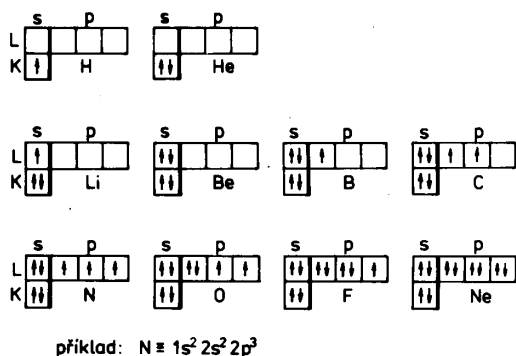 s p s p
L
K H He
s p s p s p s p
L
K Li Be B C
s p s p s p s p
L
K N O F Ne
příklad: N ≡ 1s² 2s² 2p³